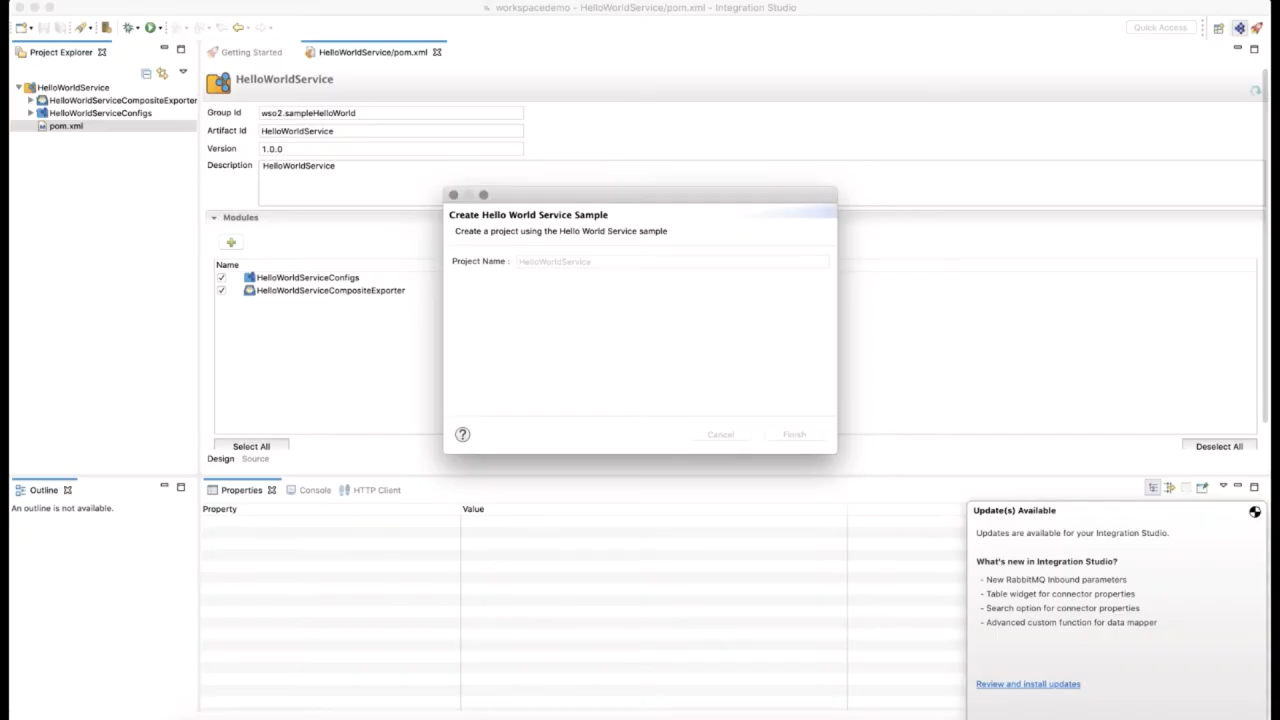 workspacedemo - HelloWorldService/pom.xml - Integration Studio
Quick Access
Project Explorer
Getting Started
HelloWorldService/pom.xml
HelloWorldService
HelloWorldServiceCompositeExporter
HelloWorldServiceConfigs
pom.xml
HelloWorldService
Group Id
wso2.sampleHelloWorld
Artifact Id
HelloWorldService
Version
1.0.0
Description
HelloWorldService
Modules
Name
HelloWorldServiceConfigs
HelloWorldServiceCompositeExporter
Select All
Deselect All
Design
Source
Create Hello World Service Sample
Create a project using the Hello World Service sample
Project Name :
HelloWorldService
?
Cancel
Finish
Outline
An outline is not available.
Properties
Console
HTTP Client
Property
Value
Update(s) Available
Updates are available for your Integration Studio.
What's new in Integration Studio?
- New RabbitMQ Inbound parameters
- Table widget for connector properties
- Search option for connector properties
- Advanced custom function for data mapper
Review and install updates